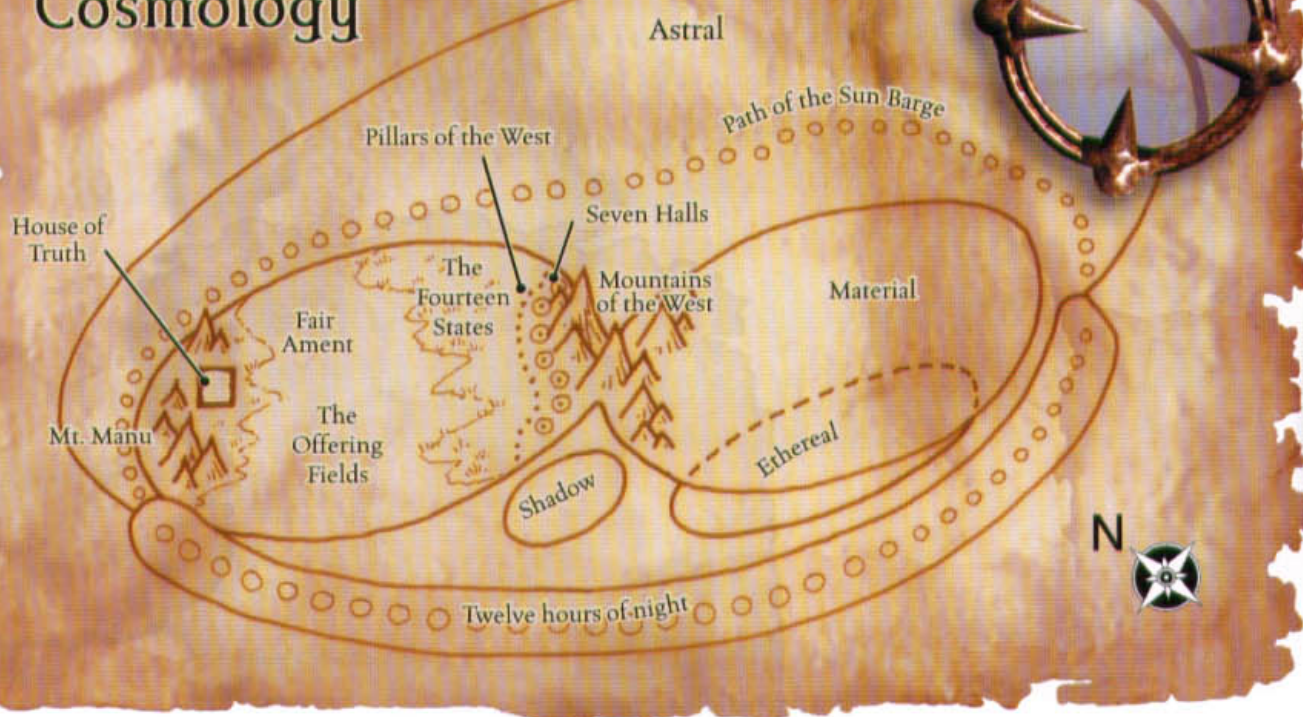 Cosmology
Astral
Path of the Sun Barge
Pillars of the West
Seven Halls
House of
Truth
The
Fourteen
States
Mountains
of the West
Material
Fair
Ament
Mt. Manu
The
Offering
Fields
Ethereal
Shadow
N
Twelve hours of night